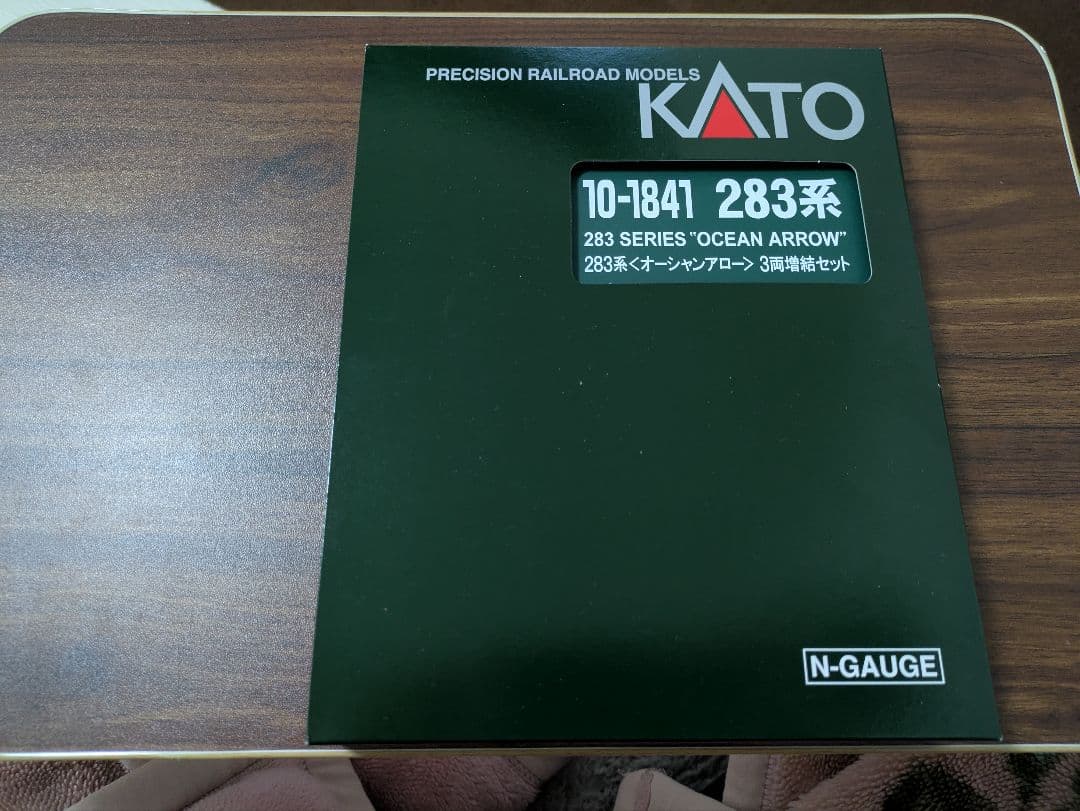 PRECISION RAILROAD MODELS
KATO
10-1841 283系
283 SERIES "OCEAN ARROW"
283系<オーシャンアロー> 3両増結セット
N-GAUGE